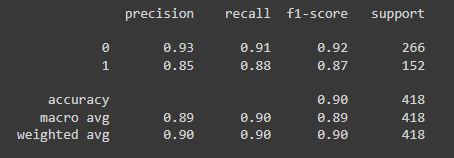 precision recall f1-score support
0 0.93 0.91 0.92 266
1 0.85 0.88 0.87 152
accuracy 0.90 418
macro avg 0.89 0.90 0.89 418
weighted avg 0.90 0.90 0.90 418